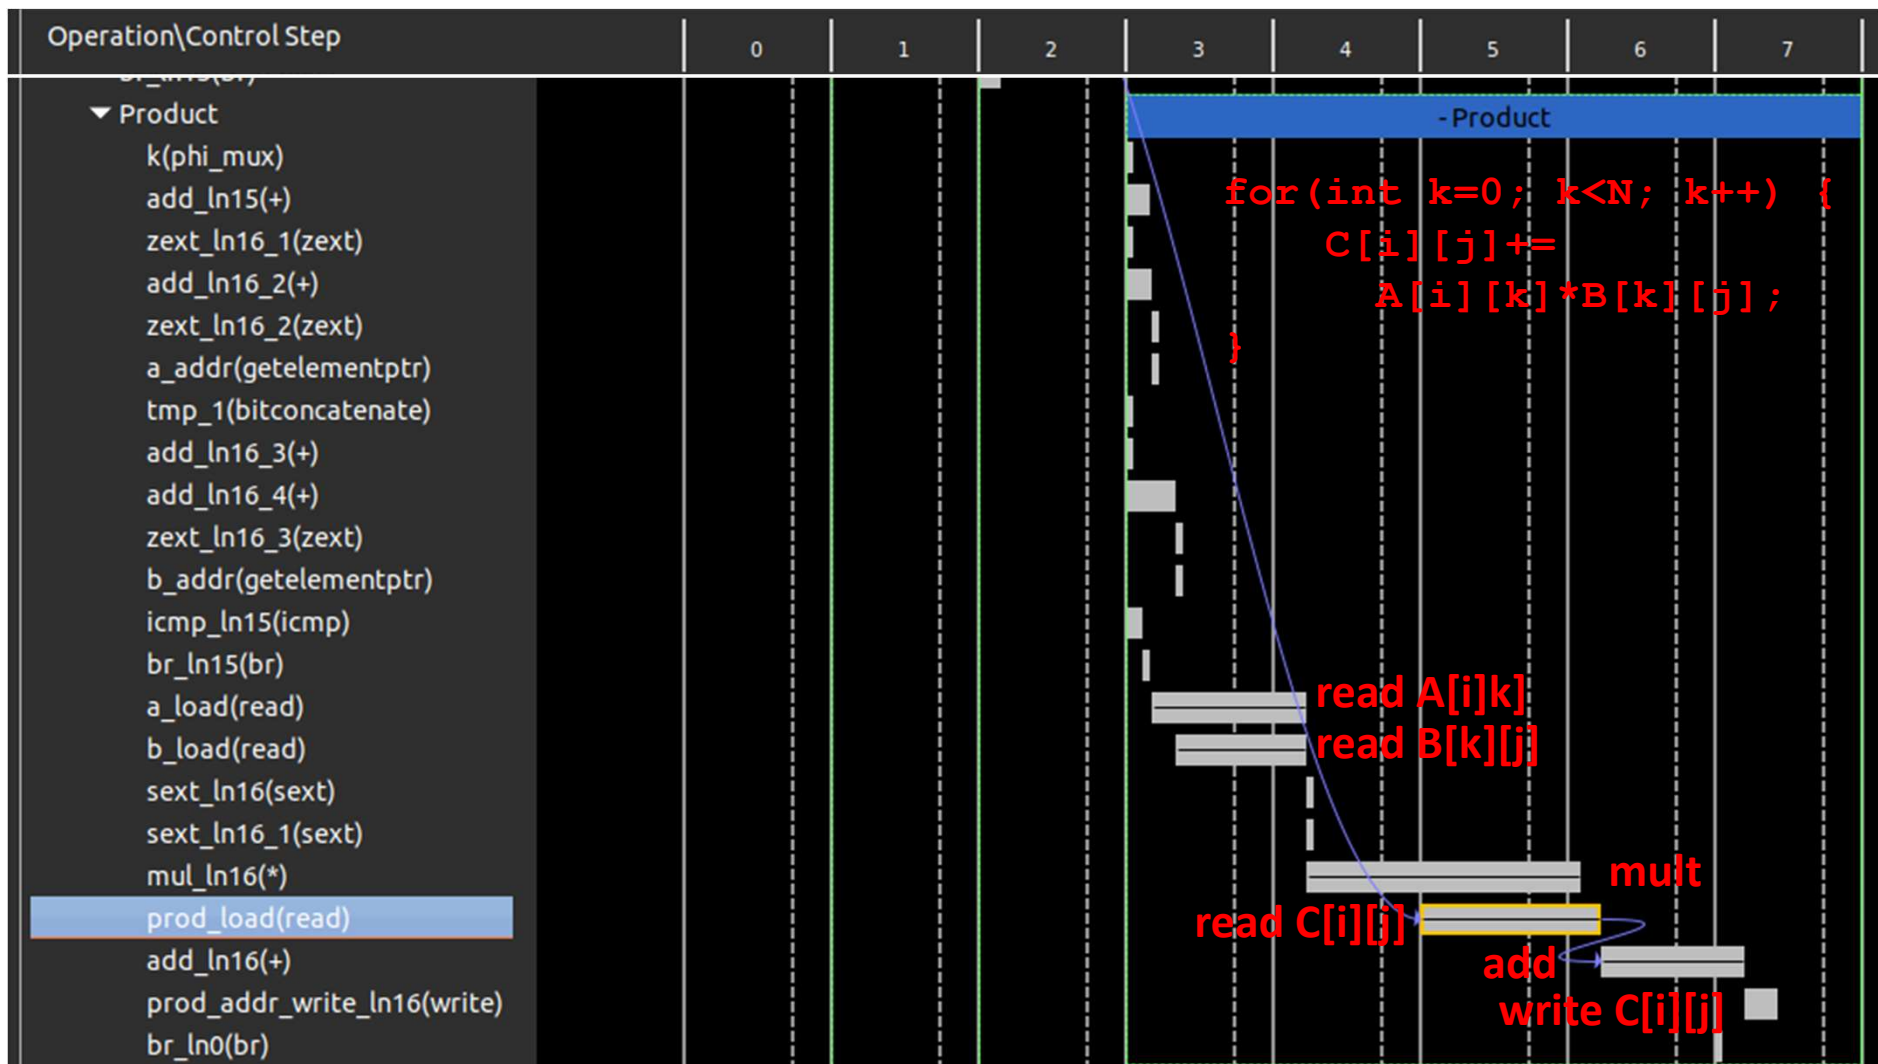 Operation\Control Step 0 1 2 3 4 5 6 7
br_ln13(br)
Product
-Product
k(phi_mux)
add_ln15(+)
for(int k=0; k<N; k++) {
zext_ln16_1(zext)
C[i][j]+=
add_ln16_2(+)
A[i][k]*B[k][j];
zext_ln16_2(zext)
}
a_addr(getelementptr)
tmp_1(bitconcatenate)
add_ln16_3(+)
add_ln16_4(+)
zext_ln16_3(zext)
b_addr(getelementptr)
icmp_ln15(icmp)
br_ln15(br)
a_load(read)
read A[i]k]
b_load(read)
read B[k][j]
sext_ln16(sext)
sext_ln16_1(sext)
mul_ln16(*)
mult
prod_load(read)
read C[i][j]
add_ln16(+)
add
prod_addr_write_ln16(write)
write C[i][j]
br_ln0(br)